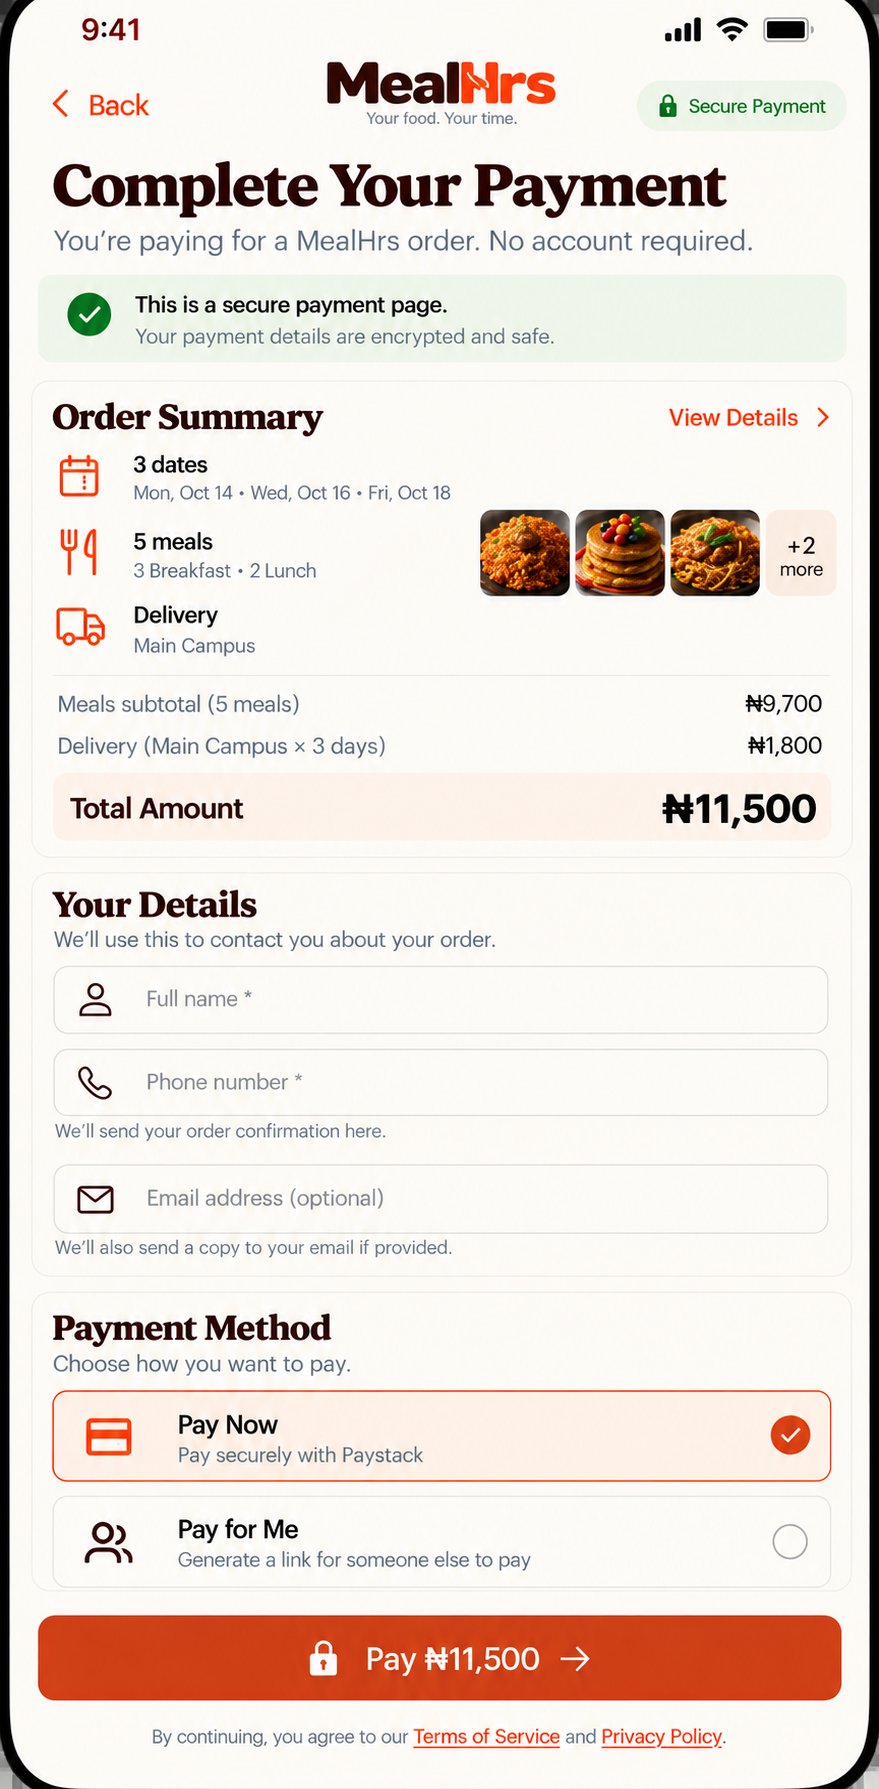 9:41
Back
MealHrs
Your food. Your time.
Secure Payment
Complete Your Payment
You're paying for a MealHrs order. No account required.
This is a secure payment page.
Your payment details are encrypted and safe.
Order Summary
View Details
3 dates
Mon, Oct 14 • Wed, Oct 16 • Fri, Oct 18
5 meals
3 Breakfast • 2 Lunch
+2
more
Delivery
Main Campus
Meals subtotal (5 meals) ₦9,700
Delivery (Main Campus × 3 days) ₦1,800
Total Amount ₦11,500
Your Details
We'll use this to contact you about your order.
Full name *
Phone number *
We'll send your order confirmation here.
Email address (optional)
We'll also send a copy to your email if provided.
Payment Method
Choose how you want to pay.
Pay Now
Pay securely with Paystack
Pay for Me
Generate a link for someone else to pay
Pay ₦11,500 →
By continuing, you agree to our Terms of Service and Privacy Policy.